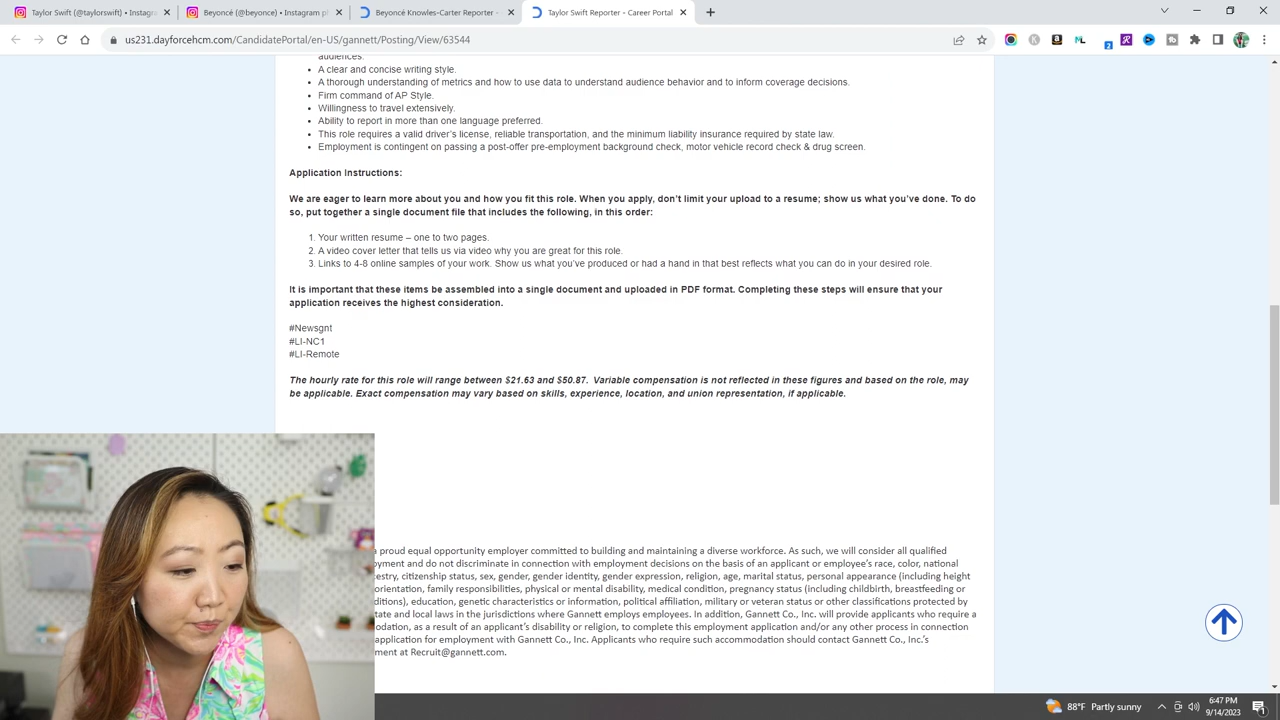 Taylor Swift (@taylorswift) • Instagr
Beyoncé (@beyonce) • Instagram p
Beyoncé Knowles-Carter Reporter -
Taylor Swift Reporter - Career Portal
us231.dayforcehcm.com/CandidatePortal/en-US/gannett/Posting/View/63544
audiences.
• A clear and concise writing style.
• A thorough understanding of metrics and how to use data to understand audience behavior and to inform coverage decisions.
• Firm command of AP Style.
• Willingness to travel extensively.
• Ability to report in more than one language preferred.
• This role requires a valid driver's license, reliable transportation, and the minimum liability insurance required by state law.
• Employment is contingent on passing a post-offer pre-employment background check, motor vehicle record check & drug screen.
Application Instructions:
We are eager to learn more about you and how you fit this role. When you apply, don't limit your upload to a resume; show us what you've done. To do
so, put together a single document file that includes the following, in this order:
1. Your written resume – one to two pages.
2. A video cover letter that tells us via video why you are great for this role.
3. Links to 4-8 online samples of your work. Show us what you've produced or had a hand in that best reflects what you can do in your desired role.
It is important that these items be assembled into a single document and uploaded in PDF format. Completing these steps will ensure that your
application receives the highest consideration.
#Newsgnt
#LI-NC1
#LI-Remote
The hourly rate for this role will range between $21.63 and $50.87. Variable compensation is not reflected in these figures and based on the role, may
be applicable. Exact compensation may vary based on skills, experience, location, and union representation, if applicable.
a proud equal opportunity employer committed to building and maintaining a diverse workforce. As such, we will consider all qualified
oyment and do not discriminate in connection with employment decisions on the basis of an applicant or employee's race, color, national
cestry, citizenship status, sex, gender, gender identity, gender expression, religion, age, marital status, personal appearance (including height
orientation, family responsibilities, physical or mental disability, medical condition, pregnancy status (including childbirth, breastfeeding or
ditions), education, genetic characteristics or information, political affiliation, military or veteran status or other classifications protected by
tate and local laws in the jurisdictions where Gannett employs employees. In addition, Gannett Co., Inc. will provide applicants who require a
odation, as a result of an applicant's disability or religion, to complete this employment application and/or any other process in connection
application for employment with Gannett Co., Inc. Applicants who require such accommodation should contact Gannett Co., Inc.'s
ment at Recruit@gannett.com.
88°F Partly sunny
6:47 PM
9/14/2023